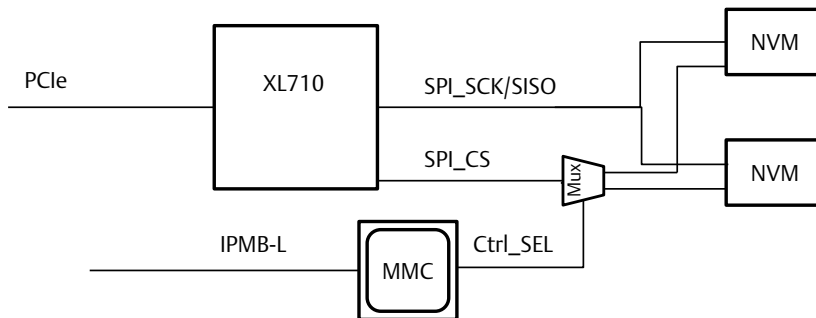 NVM
PCIe
XL710
SPI_SCK/SISO
NVM
SPI_CS
Mux
IPMB-L
Ctrl_SEL
MMC